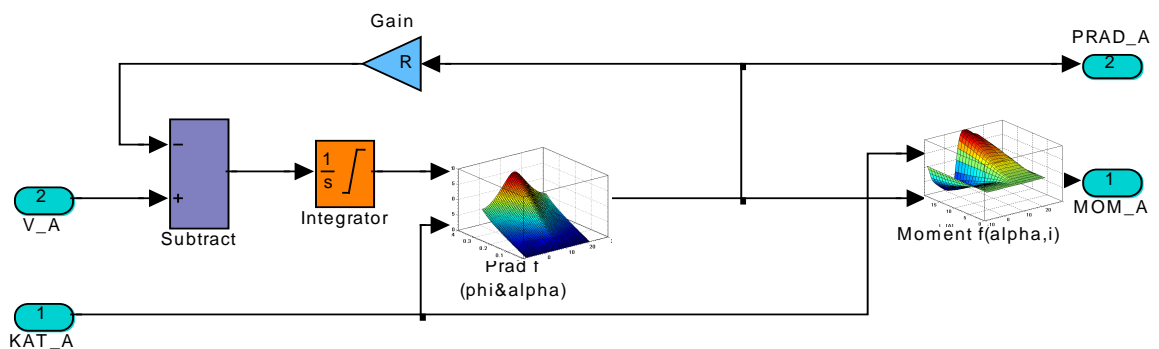 Gain
PRAD_A
R
2
−
1
s
2
+
V_A
Subtract
Integrator
Prad f
(phi&alpha)
Moment f(alpha,i)
1
MOM_A
1
KAT_A